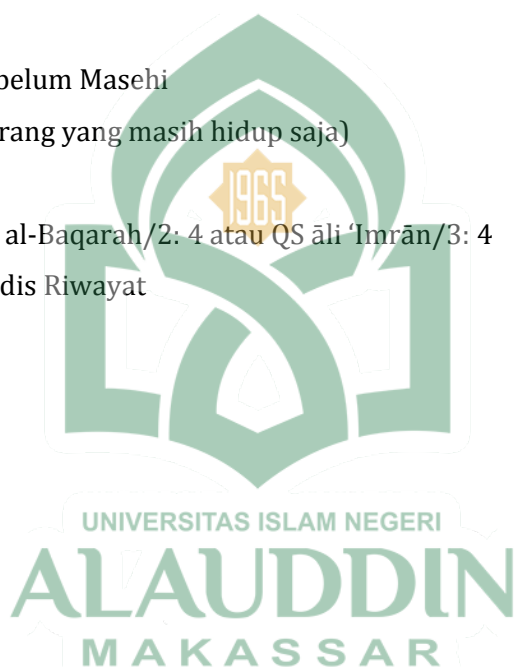 belum Masehi
rang yang masih hidup saja)
1965
al-Baqarah/2: 4 atau QS āli ‘Imrān/3: 4
dis Riwayat
UNIVERSITAS ISLAM NEGERI
ALAUDDIN
MAKASSAR